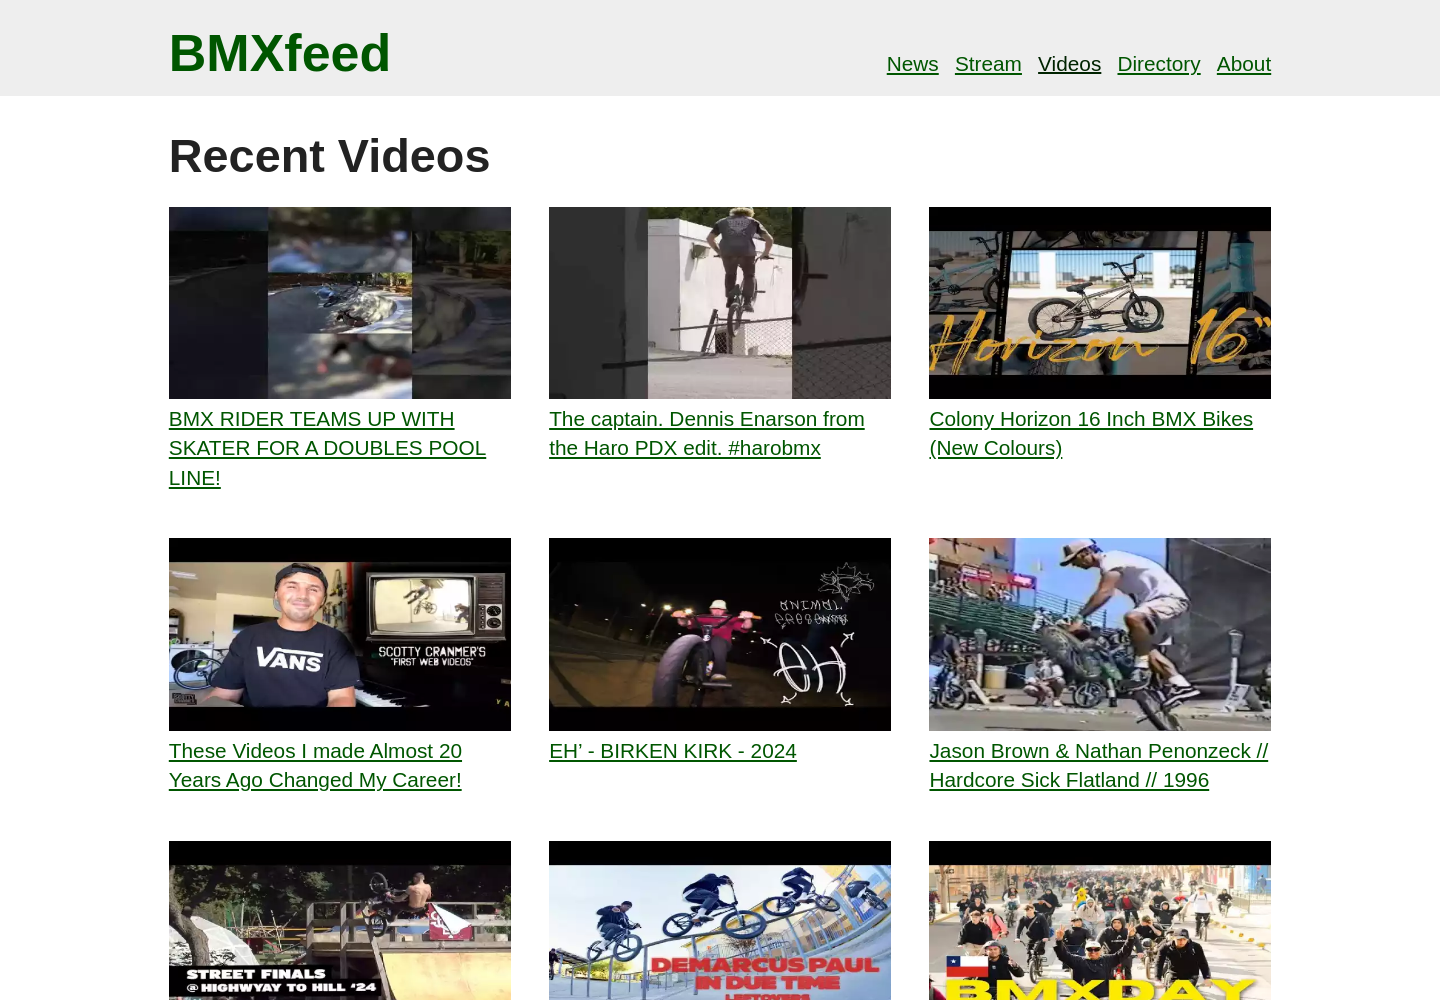 BMXfeed
News Stream Videos Directory About
Recent Videos
Horizon 16"
BMX RIDER TEAMS UP WITH
SKATER FOR A DOUBLES POOL
LINE!
The captain. Dennis Enarson from
the Haro PDX edit. #harobmx
Colony Horizon 16 Inch BMX Bikes
(New Colours)
VANS
SCOTTY CRANMER'S
"FIRST WEB VIDEOS"
ANIMAL
PRESENTS
EH
These Videos I made Almost 20
Years Ago Changed My Career!
EH’ - BIRKEN KIRK - 2024
Jason Brown & Nathan Penonzeck //
Hardcore Sick Flatland // 1996
STREET FINALS
@ HIGHWYAY TO HILL ‘24
DEMARCUS PAUL
IN DUE TIME
LEFTOVERS
BMXDAY